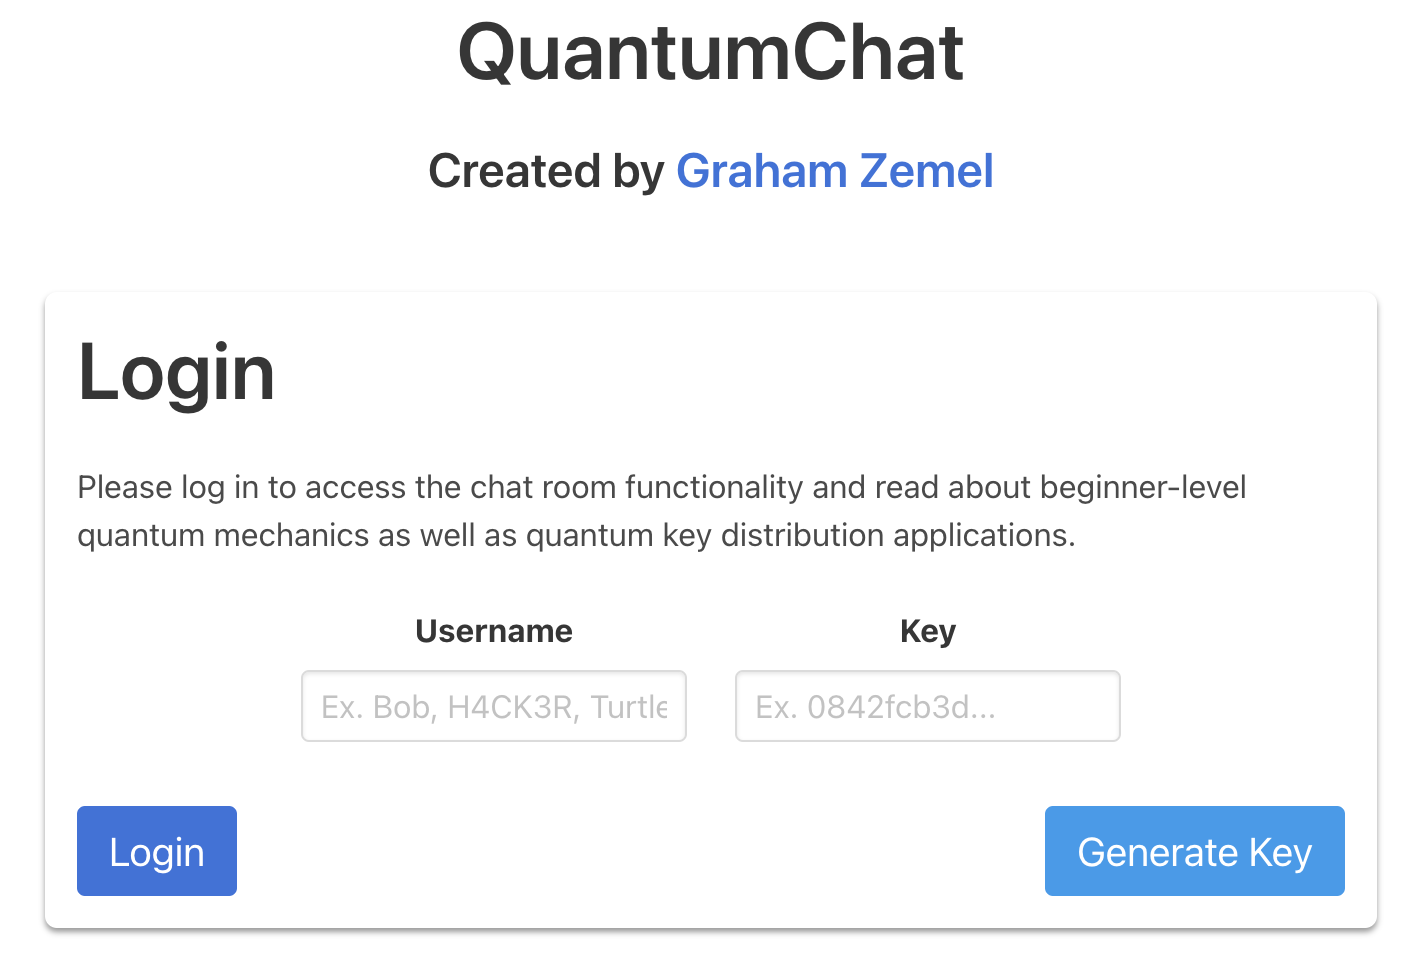 QuantumChat
Created by Graham Zemel
Login
Please log in to access the chat room functionality and read about beginner-level
quantum mechanics as well as quantum key distribution applications.
Username Key
Ex. Bob, H4CK3R, Turtle Ex. 0842fcb3d...
Login Generate Key